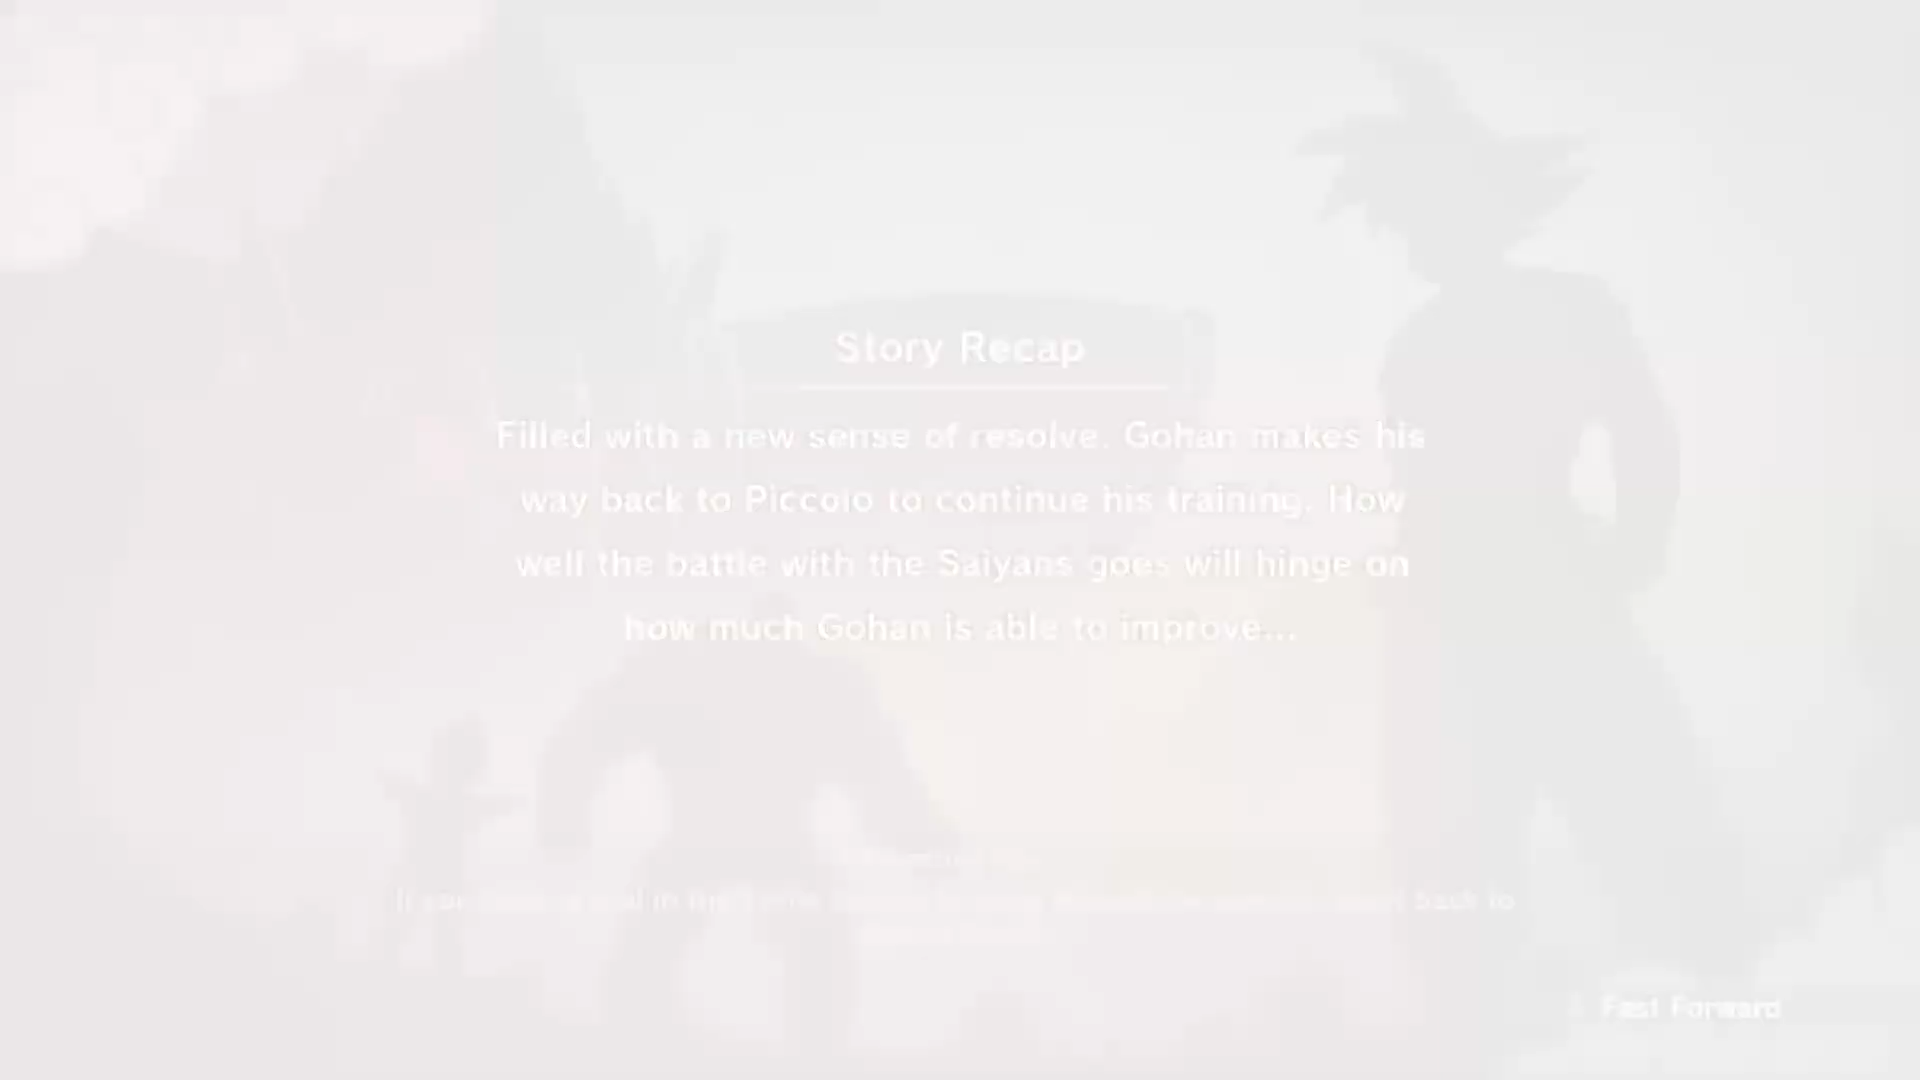 Story Recap
Filled with a new sense of resolve. Gohan makes his
way back to Piccolo to continue his training. How
well the battle with the Saiyans goes will hinge on
how much Gohan is able to improve...
back to
Fast Forward